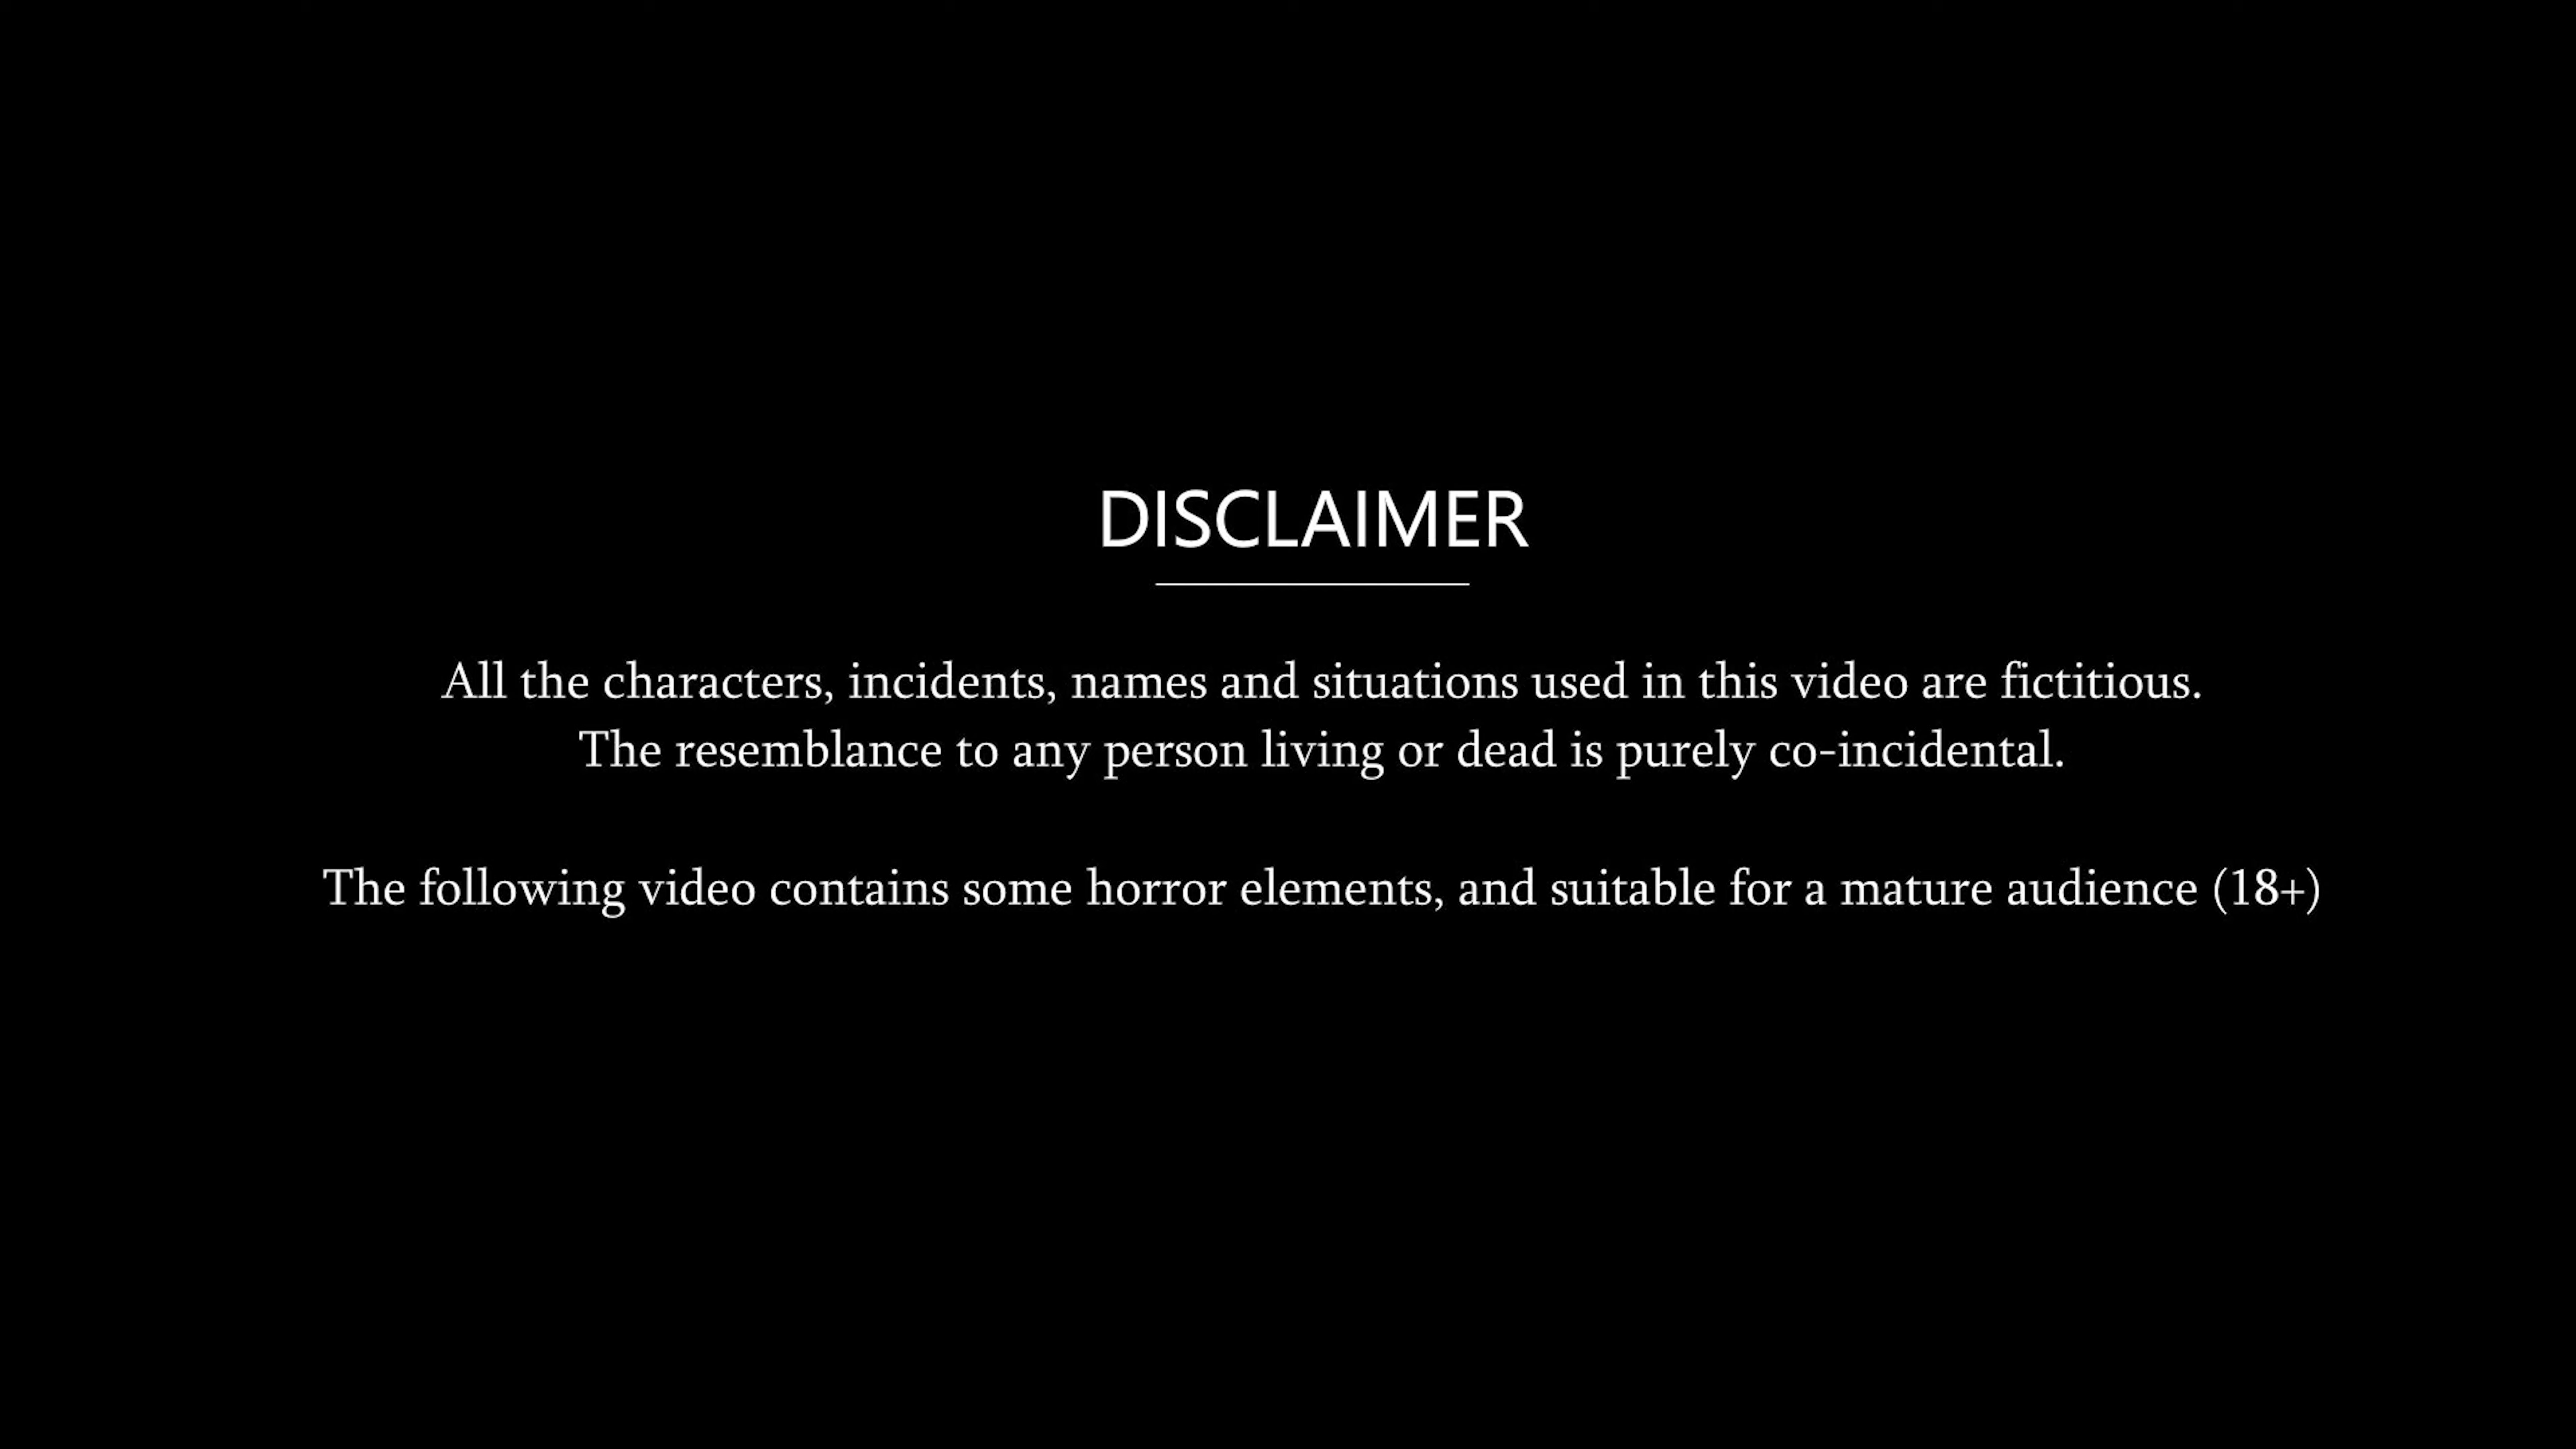 DISCLAIMER
All the characters, incidents, names and situations used in this video are fictitious.
The resemblance to any person living or dead is purely co-incidental.
The following video contains some horror elements, and suitable for a mature audience (18+)